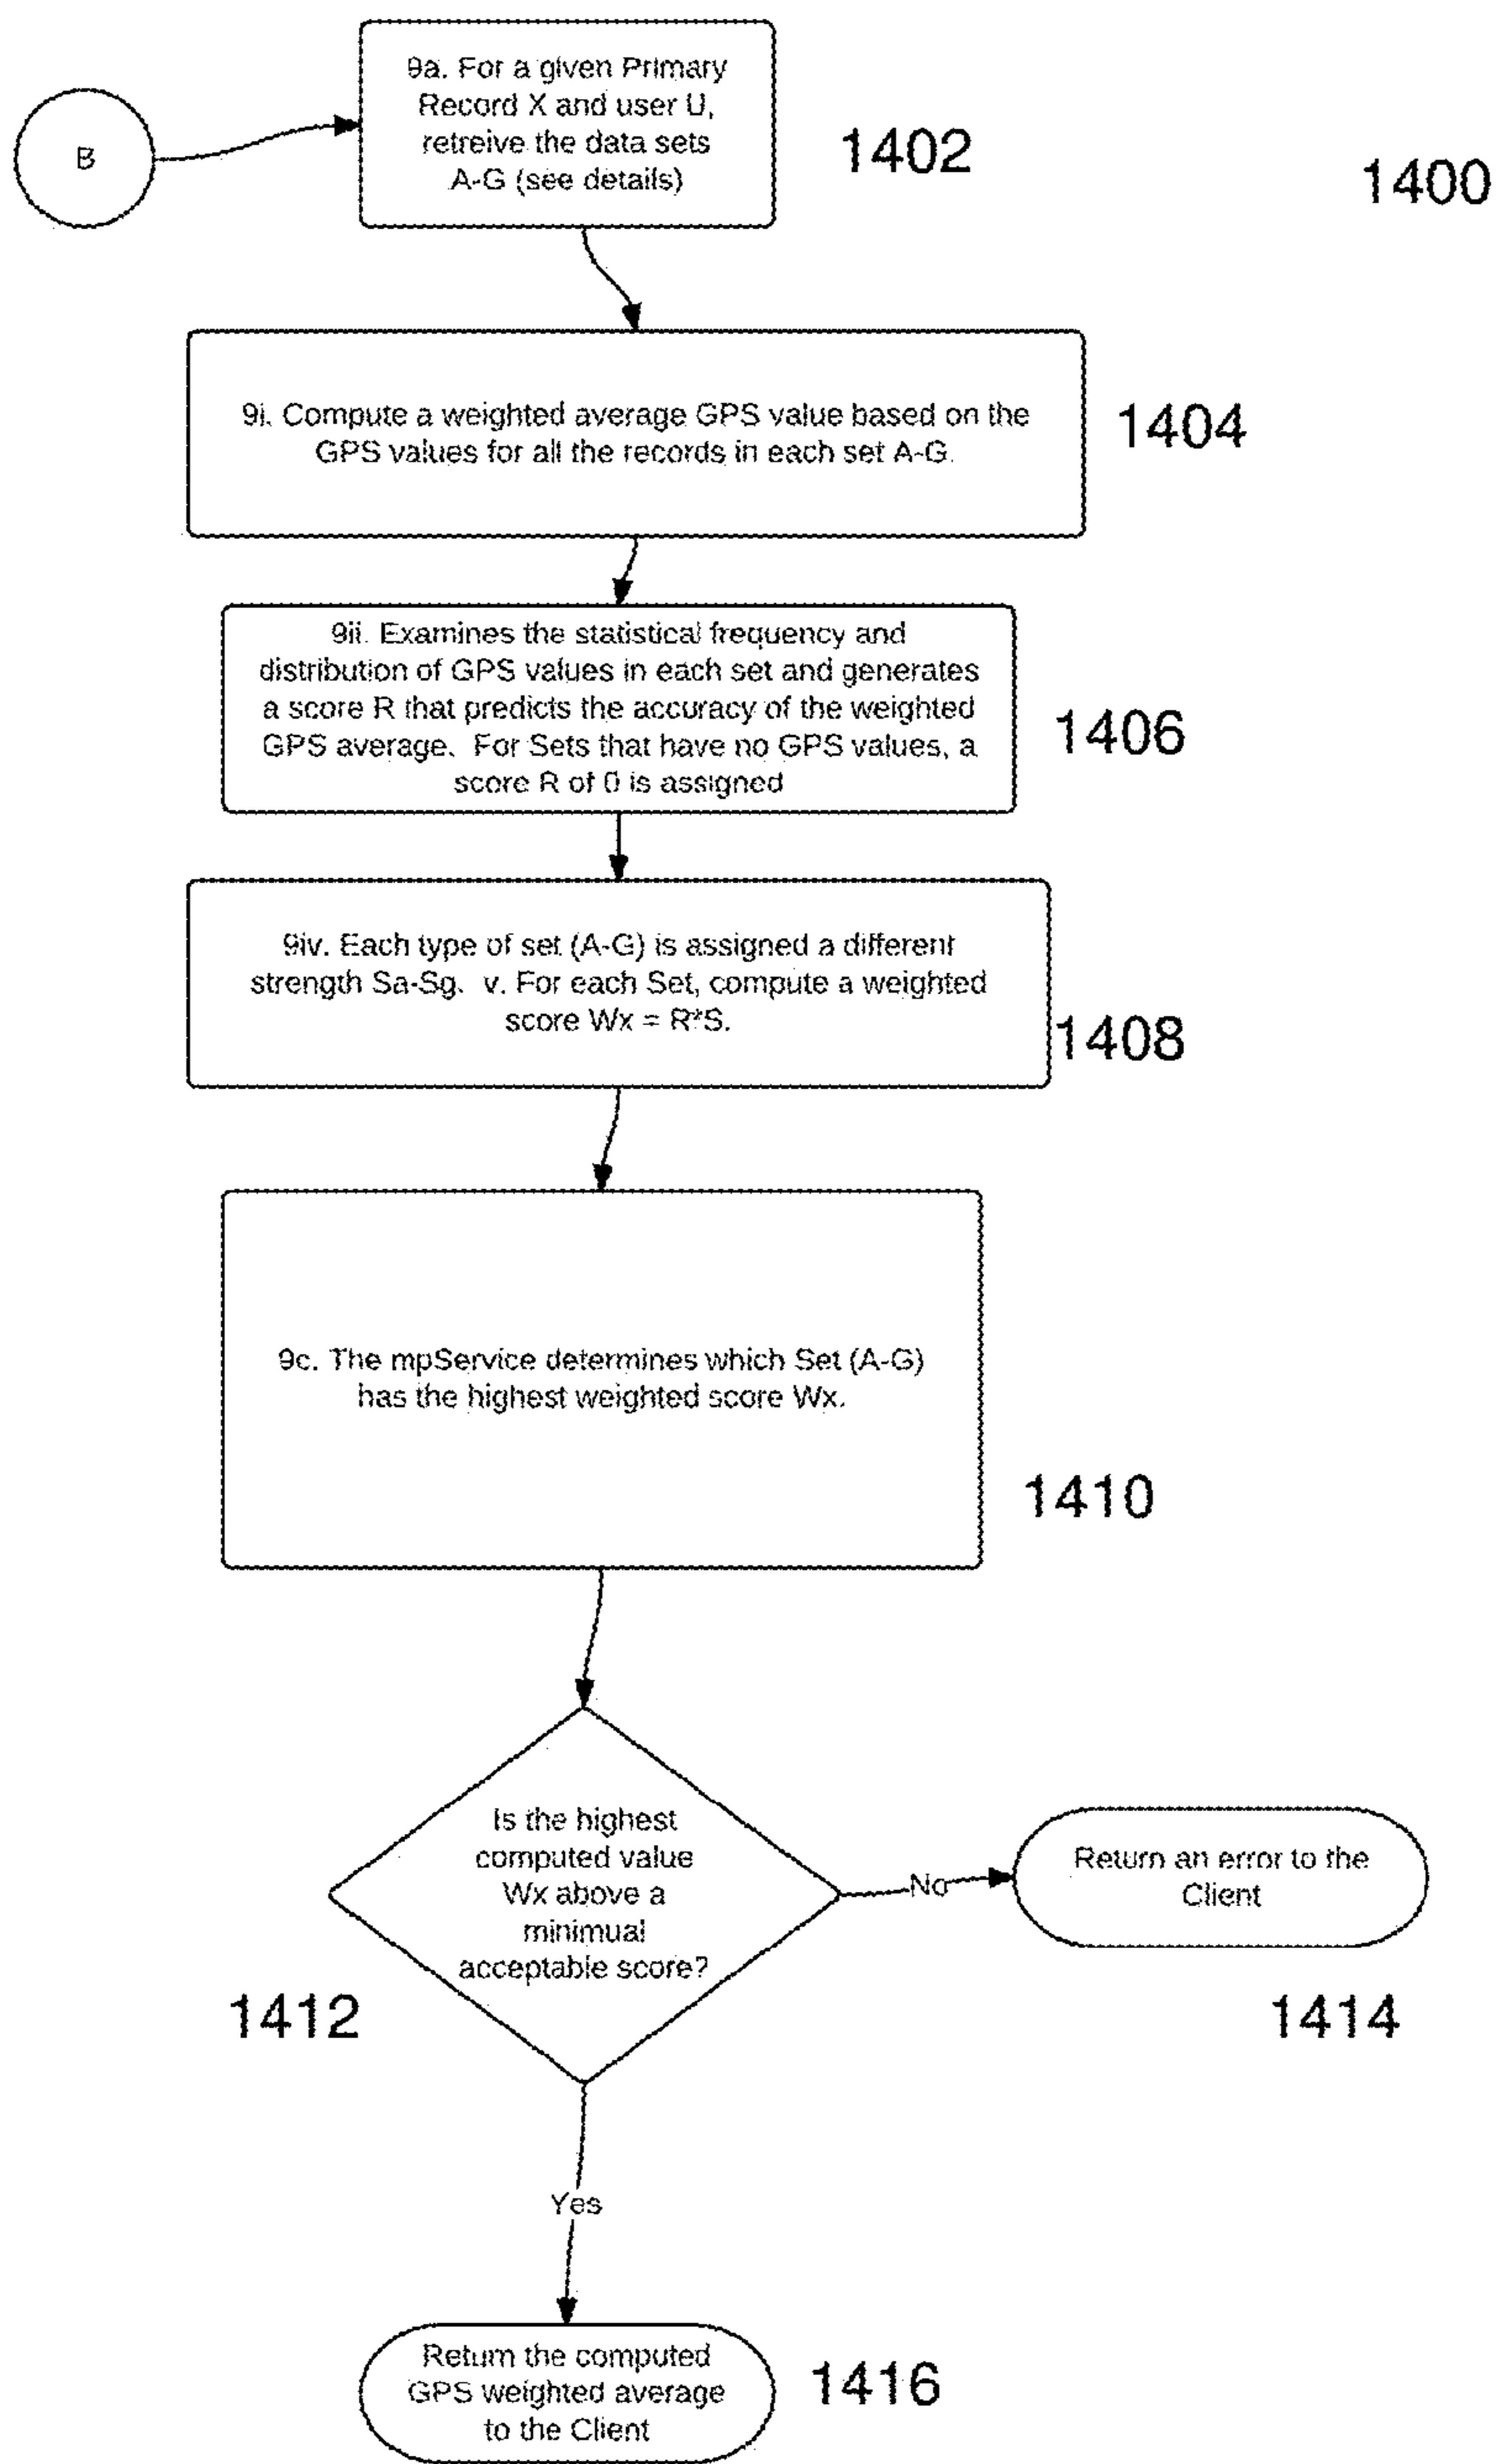 B
9a. For a given Primary
Record X and user U,
retreive the data sets
A-G (see details)
1402
1400
9i. Compute a weighted average GPS value based on the
GPS values for all the records in each set A-G.
1404
9ii. Examines the statistical frequency and
distribution of GPS values in each set and generates
a score R that predicts the accuracy of the weighted
GPS average. For Sets that have no GPS values, a
score R of 0 is assigned
1406
9iv. Each type of set (A-G) is assigned a different
strength Sa-Sg. v. For each Set, compute a weighted
score Wx = R*S.
1408
9c. The mpService determines which Set (A-G)
has the highest weighted score Wx.
1410
Is the highest
computed value
Wx above a
minimual
acceptable score?
1412
No
Return an error to the
Client
1414
Yes
Return the computed
GPS weighted average
to the Client
1416